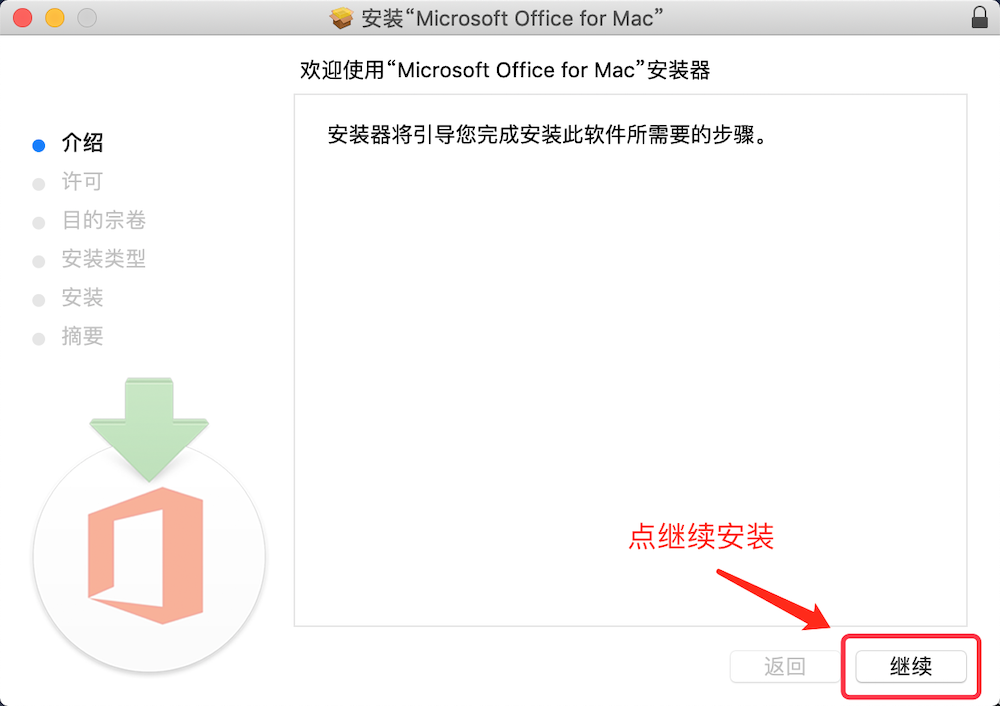 安装“Microsoft Office for Mac”
欢迎使用“Microsoft Office for Mac”安装器
安装器将引导您完成安装此软件所需要的步骤。
介绍
许可
目的宗卷
安装类型
安装
摘要
点继续安装
返回
继续